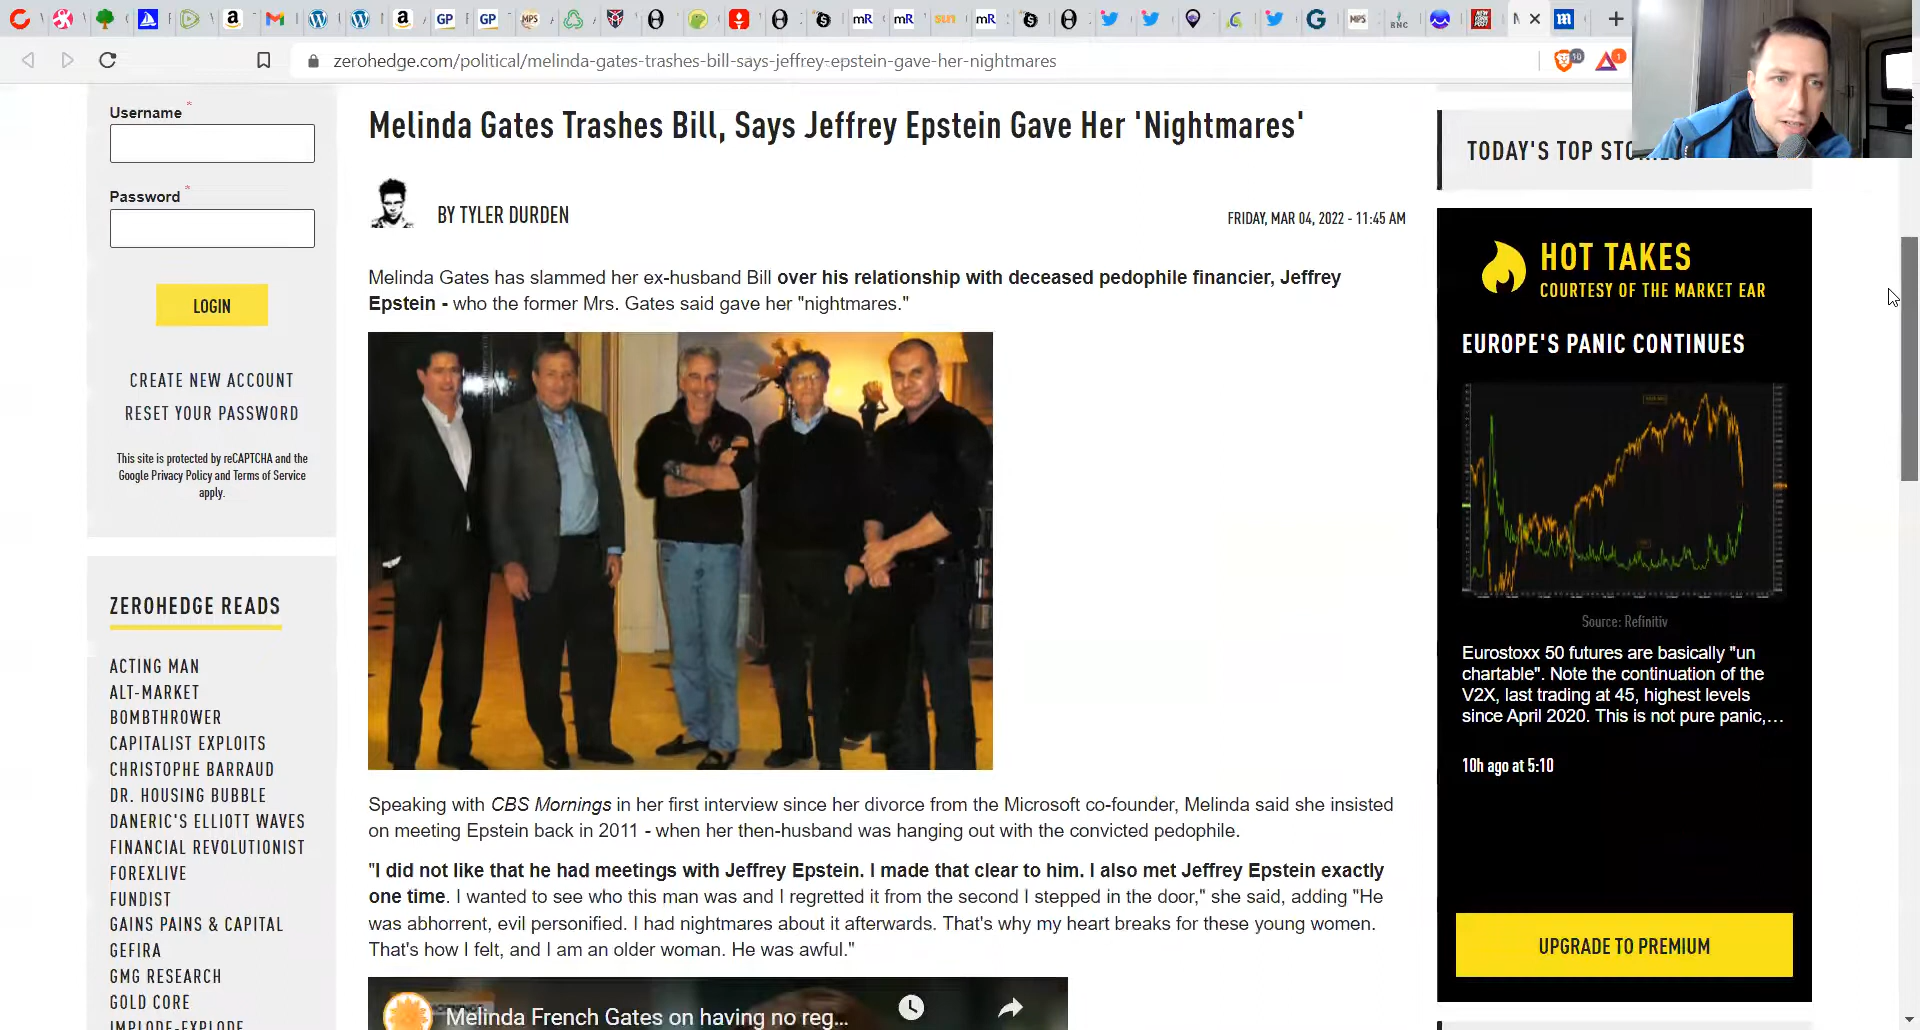 zerohedge.com/political/melinda-gates-trashes-bill-says-jeffrey-epstein-gave-her-nightmares
Username *
Password *
LOGIN
CREATE NEW ACCOUNT
RESET YOUR PASSWORD
This site is protected by reCAPTCHA and the
Google Privacy Policy and Terms of Service
apply.
ZEROHEDGE READS
ACTING MAN
ALT-MARKET
BOMBTHROWER
CAPITALIST EXPLOITS
CHRISTOPHE BARRAUD
DR. HOUSING BUBBLE
DANERIC'S ELLIOTT WAVES
FINANCIAL REVOLUTIONIST
FOREXLIVE
FUNDIST
GAINS PAINS & CAPITAL
GEFIRA
GMG RESEARCH
GOLD CORE
IMPLODE-EXPLODE
Melinda Gates Trashes Bill, Says Jeffrey Epstein Gave Her 'Nightmares'
BY TYLER DURDEN
FRIDAY, MAR 04, 2022 - 11:45 AM
Melinda Gates has slammed her ex-husband Bill over his relationship with deceased pedophile financier, Jeffrey
Epstein - who the former Mrs. Gates said gave her "nightmares."
Speaking with CBS Mornings in her first interview since her divorce from the Microsoft co-founder, Melinda said she insisted
on meeting Epstein back in 2011 - when her then-husband was hanging out with the convicted pedophile.
"I did not like that he had meetings with Jeffrey Epstein. I made that clear to him. I also met Jeffrey Epstein exactly
one time. I wanted to see who this man was and I regretted it from the second I stepped in the door," she said, adding "He
was abhorrent, evil personified. I had nightmares about it afterwards. That's why my heart breaks for these young women.
That's how I felt, and I am an older woman. He was awful."
Melinda French Gates on having no reg...
TODAY'S TOP
HOT TAKES
COURTESY OF THE MARKET EAR
EUROPE'S PANIC CONTINUES
Source: Refinitiv
Eurostoxx 50 futures are basically "un
chartable". Note the continuation of the
V2X, last trading at 45, highest levels
since April 2020. This is not pure panic,...
10h ago at 5:10
UPGRADE TO PREMIUM